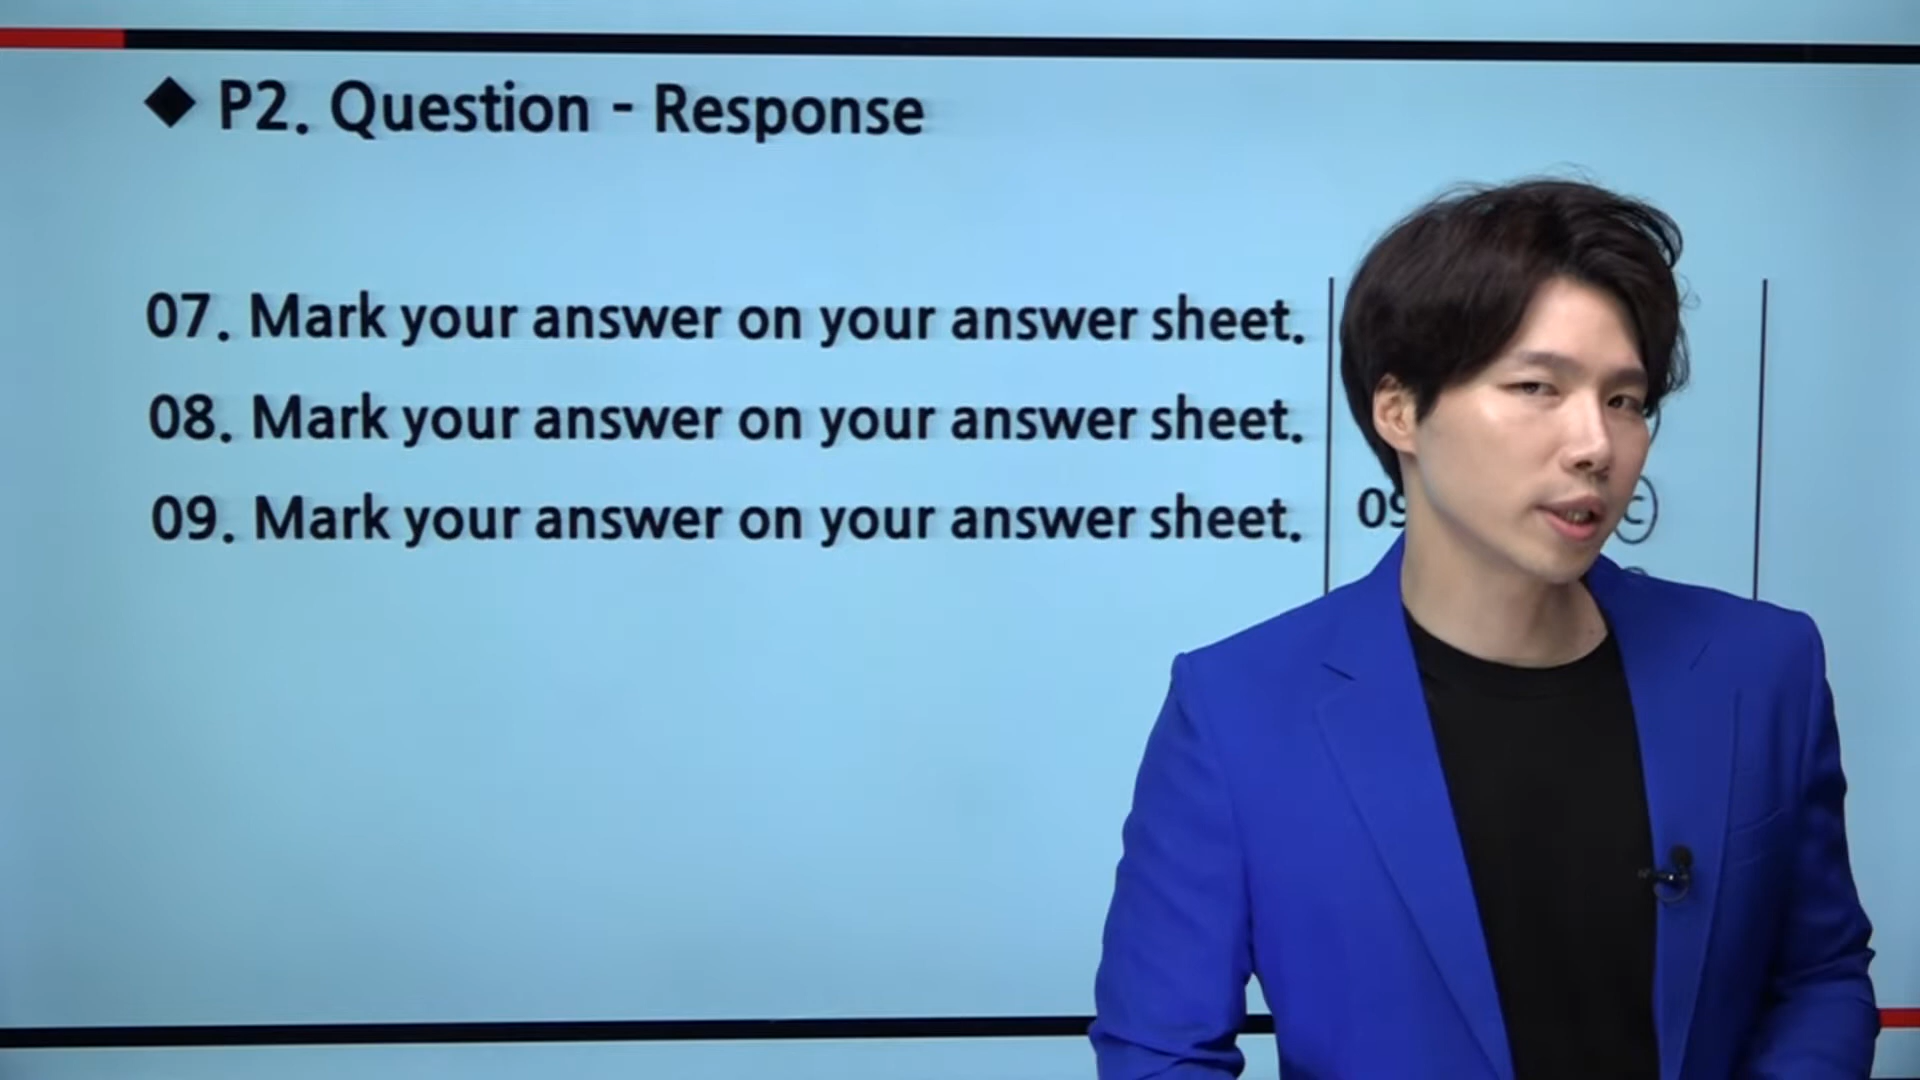 ◆ P2. Question - Response
07. Mark your answer on your answer sheet.
08. Mark your answer on your answer sheet.
09. Mark your answer on your answer sheet.
09 ⓒ